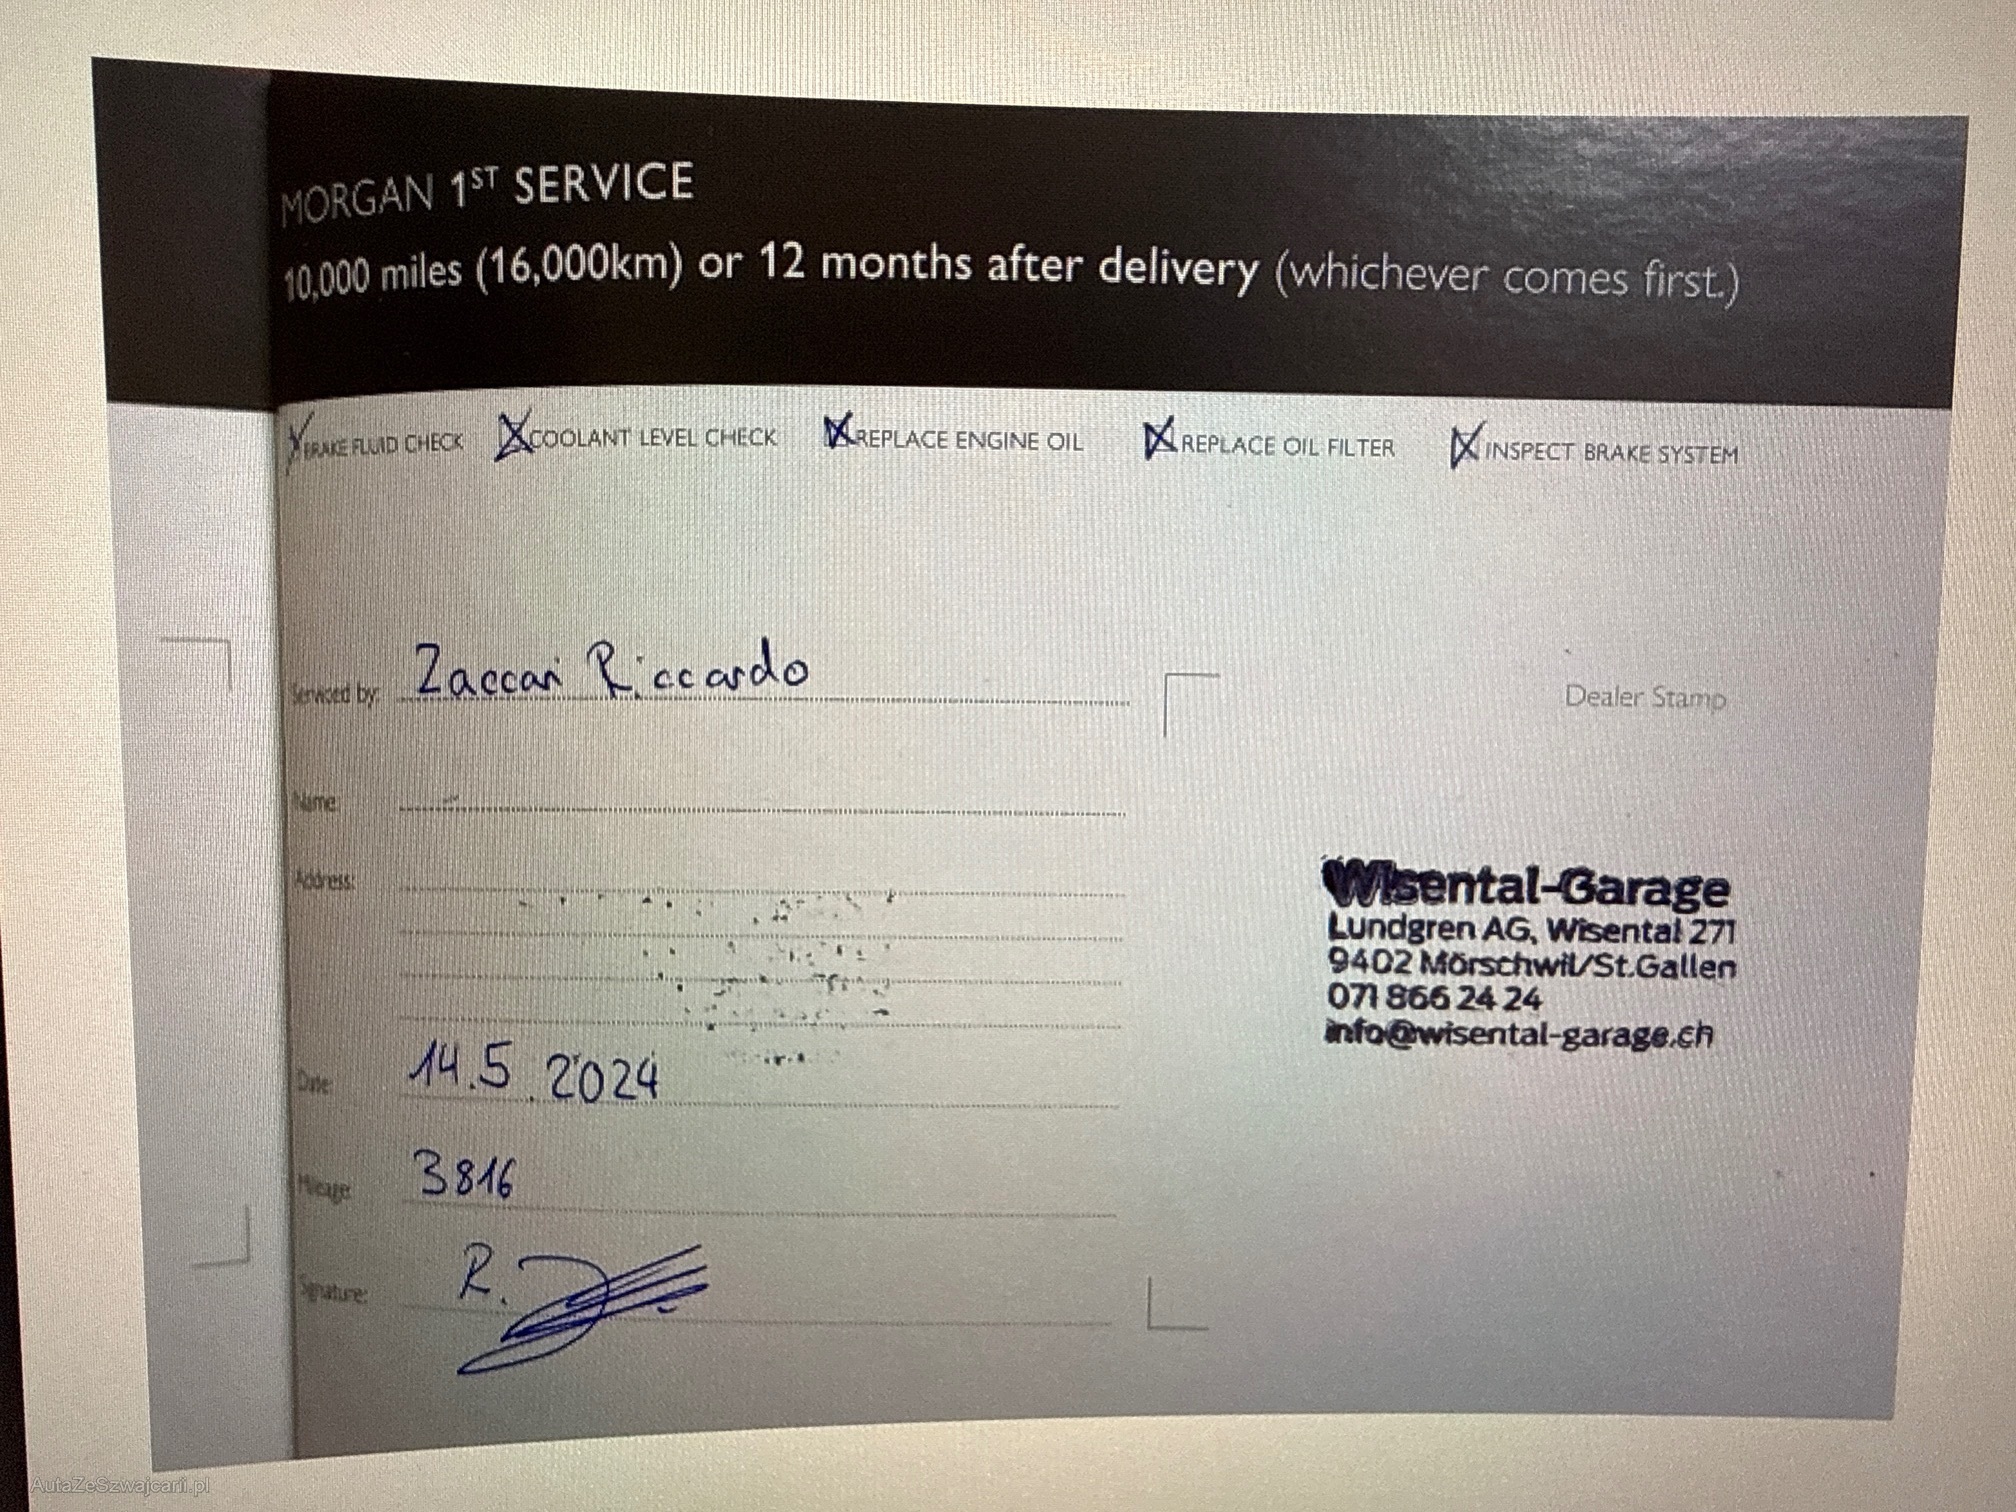 MORGAN 1ST SERVICE
10,000 miles (16,000km) or 12 months after delivery (whichever comes first.)
BRAKE FLUID CHECK COOLANT LEVEL CHECK REPLACE ENGINE OIL REPLACE OIL FILTER INSPECT BRAKE SYSTEM
Serviced by: Zaccari Riccardo
Dealer Stamp
Name:
Address:
Wisental-Garage
Lundgren AG, Wisental 271
9402 Mörschwil/St.Gallen
071 866 24 24
info@wisental-garage.ch
Date: 14.5.2024
Mileage: 3816
Signature: R.
AutaZeSzwajcarii.pl